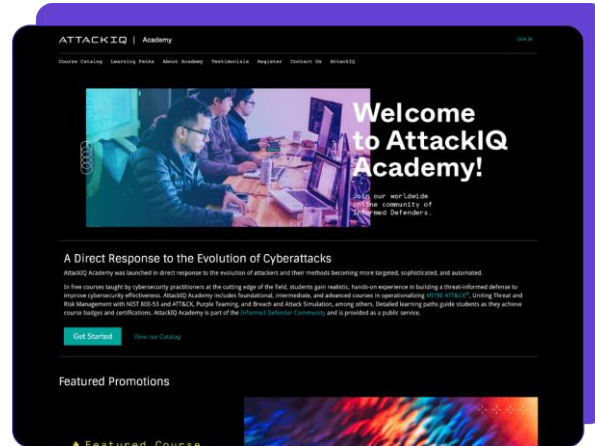 ATTACKIQ | Academy
SIGN IN
Course Catalog Learning Paths About Academy Testimonials Register Contact Us AttackIQ
Welcome
to AttackIQ
Academy!
Join our worldwide
online community of
Informed Defenders.
A Direct Response to the Evolution of Cyberattacks
AttackIQ Academy was launched in direct response to the evolution of attackers and their methods becoming more targeted, sophisticated, and automated.
In free courses taught by cybersecurity practitioners at the cutting edge of the field, students gain realistic, hands-on experience in building a threat-informed defense to
improve cybersecurity effectiveness. AttackIQ Academy includes foundational, intermediate, and advanced courses in operationalizing MITRE ATT&CK®, Uniting Threat and
Risk Management with NIST 800-53 and ATT&CK, Purple Teaming, and Breach and Attack Simulation, among others. Detailed learning paths guide students as they achieve
course badges and certifications. AttackIQ Academy is part of the Informed Defender Community and is provided as a public service.
Get Started View our Catalog
Featured Promotions
Featured Course